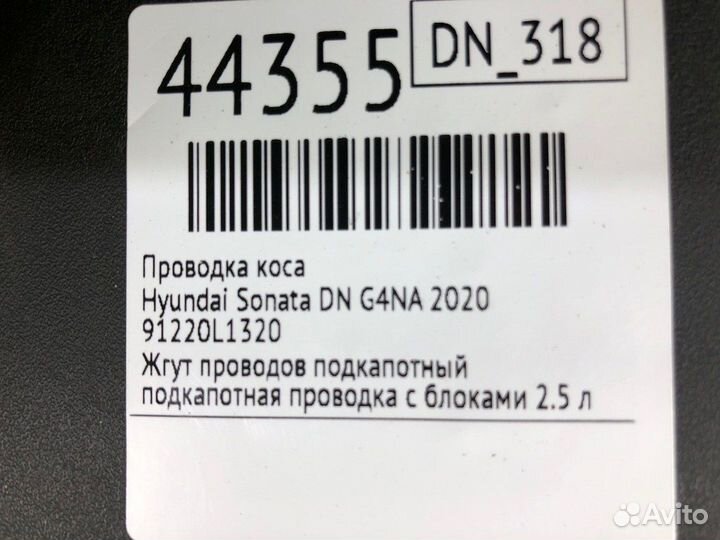 44355
DN_318
Проводка коса
Hyundai Sonata DN G4NA 2020
91220L1320
Жгут проводов подкапотный
подкапотная проводка с блоками 2.5 л
Avito